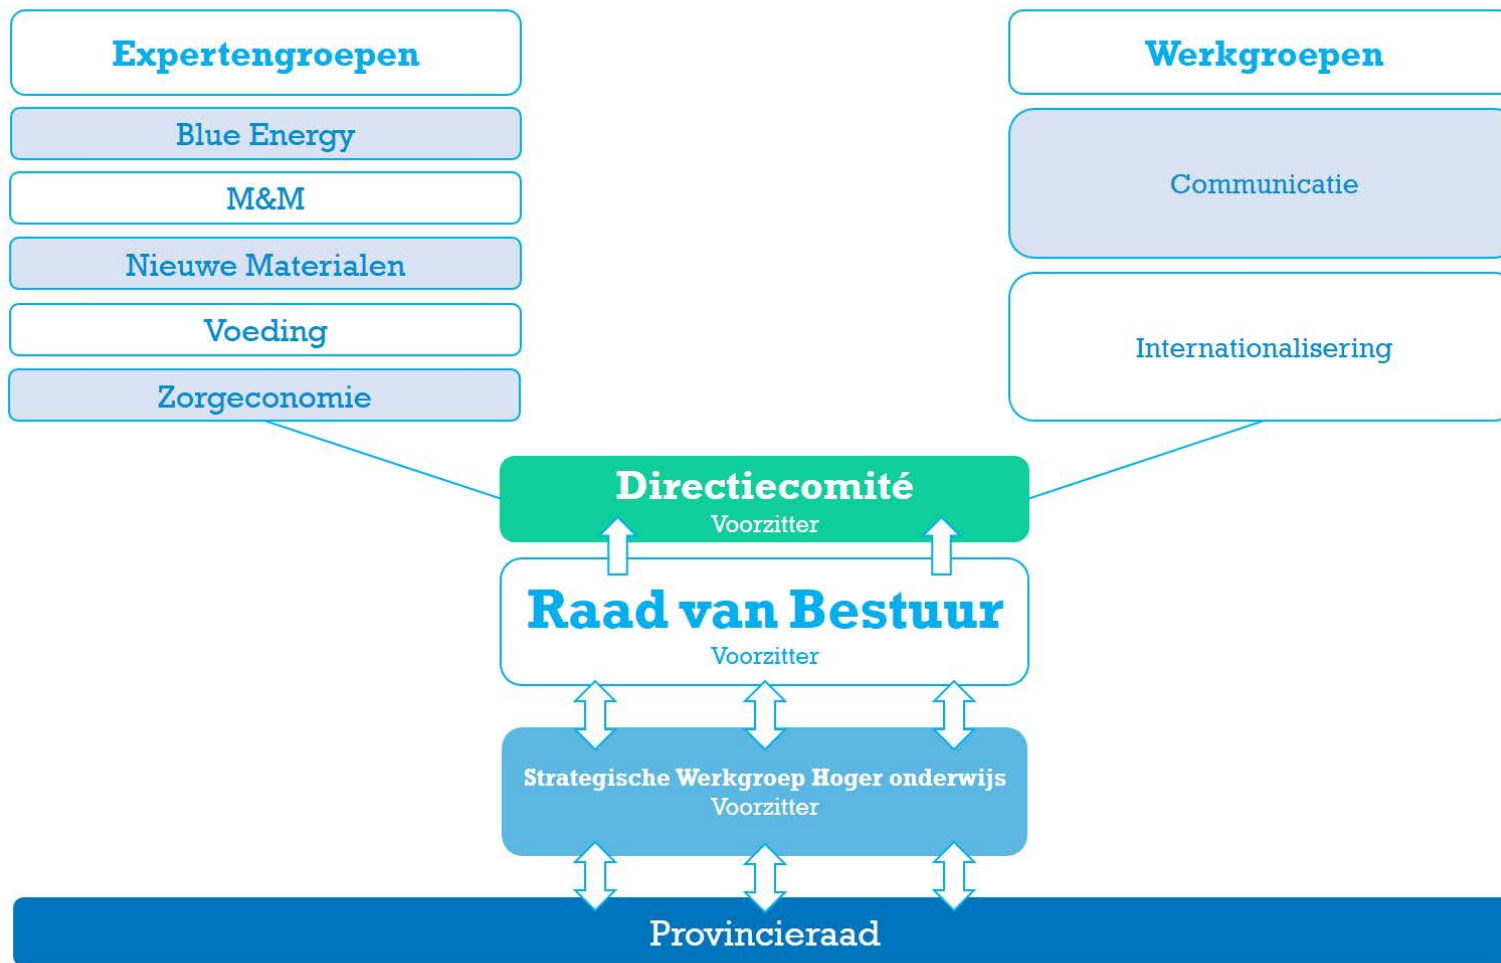 Expertengroepen
Blue Energy
M&M
Nieuwe Materialen
Voeding
Zorgeconomie
Werkgroepen
Communicatie
Internationalisering
Directiecomité
Voorzitter
Raad van Bestuur
Voorzitter
Strategische Werkgroep Hoger onderwijs
Voorzitter
Provincieraad